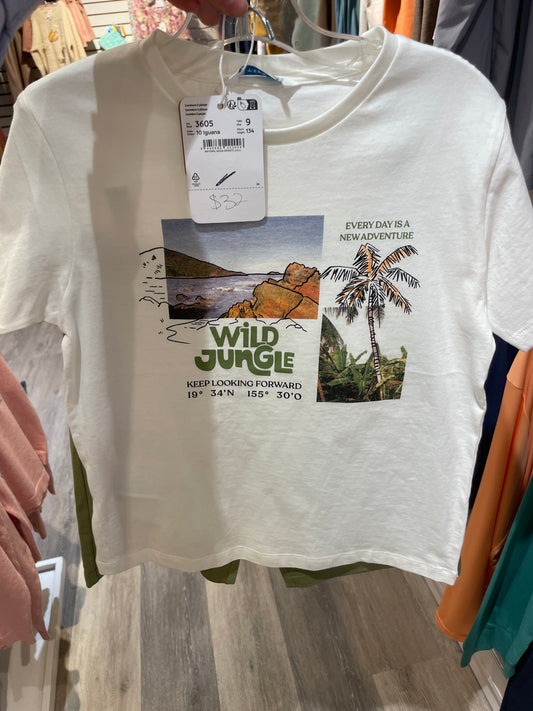 3605
9
10 Iguana
134
$32
EVERY DAY IS A
NEW ADVENTURE
WiLD
JUNGLE
KEEP LOOKING FORWARD
19° 34'N 155° 30'O